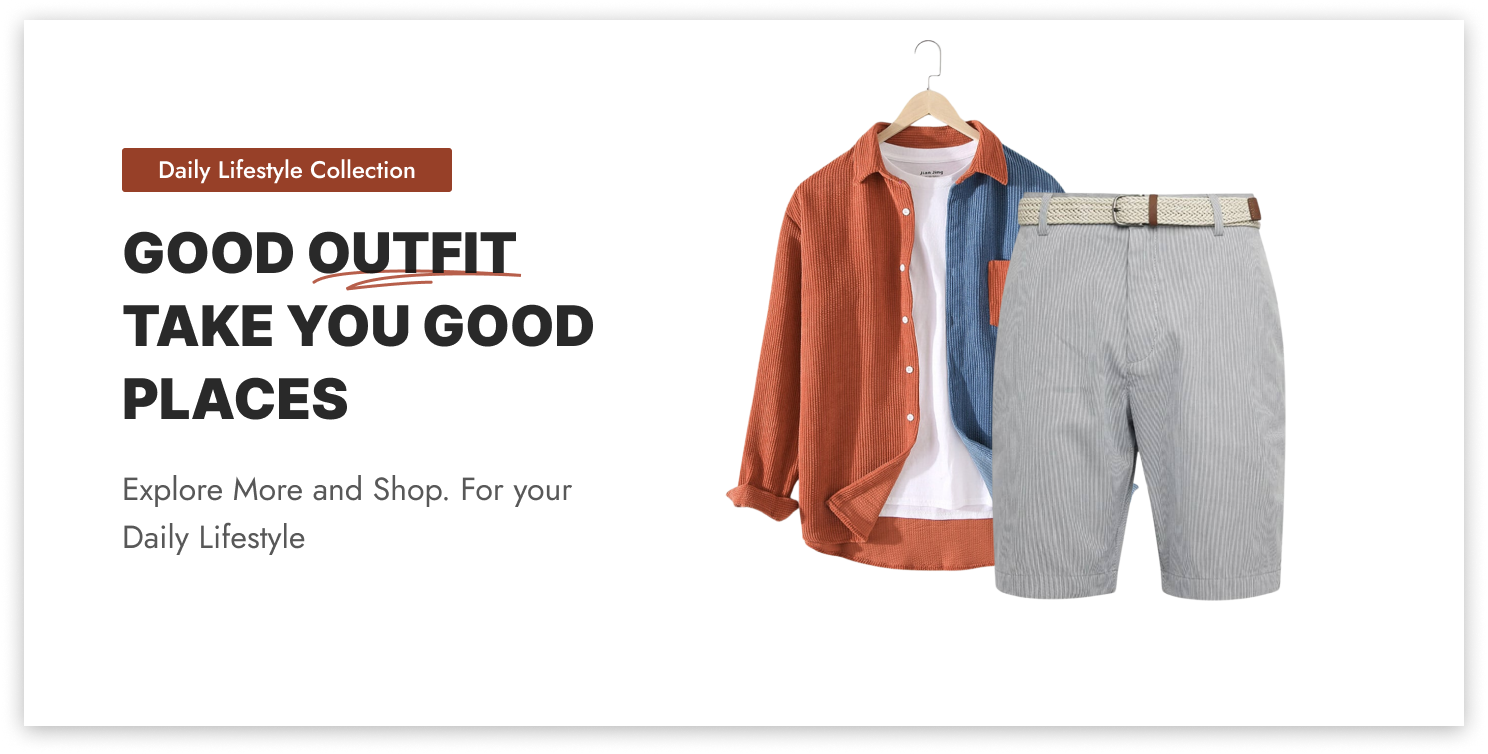 Daily Lifestyle Collection
GOOD OUTFIT
TAKE YOU GOOD
PLACES
Explore More and Shop. For your
Daily Lifestyle